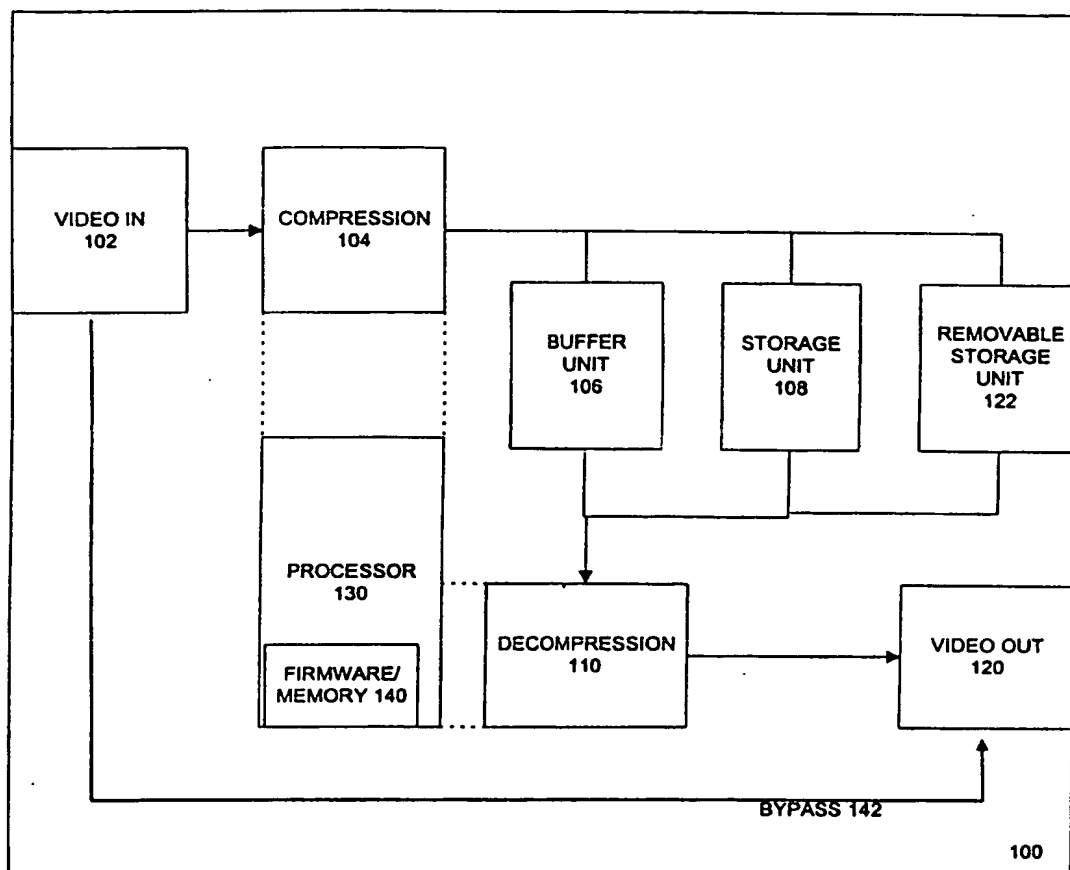 VIDEO IN
102
COMPRESSION
104
BUFFER
UNIT
106
STORAGE
UNIT
108
REMOVABLE
STORAGE
UNIT
122
PROCESSOR
130
FIRMWARE/
MEMORY 140
DECOMPRESSION
110
VIDEO OUT
120
BYPASS 142
100